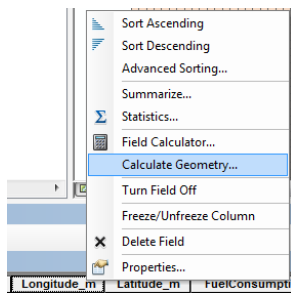 Sort Ascending
Sort Descending
Advanced Sorting...
Summarize...
Statistics...
Field Calculator...
Calculate Geometry...
Turn Field Off
Freeze/Unfreeze Column
Delete Field
Properties...
Longitude_m Latitude_m FuelConsumpti